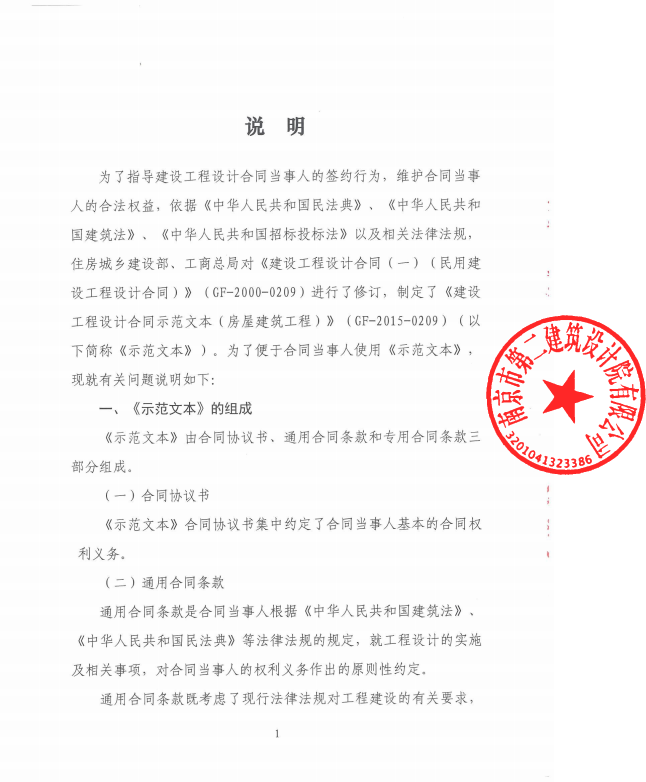 说 明
为了指导建设工程设计合同当事人的签约行为，维护合同当事
人的合法权益，依据《中华人民共和国民法典》、《中华人民共和
国建筑法》、《中华人民共和国招标投标法》以及相关法律法规，
住房城乡建设部、工商总局对《建设工程设计合同（一）（民用建
设工程设计合同）》（GF-2000-0209）进行了修订，制定了《建设
工程设计合同示范文本（房屋建筑工程）》（GF-2015-0209）（以
下简称《示范文本》）。为了便于合同当事人使用《示范文本》，
现就有关问题说明如下：
一、《示范文本》的组成
《示范文本》由合同协议书、通用合同条款和专用合同条款三
部分组成。
（一）合同协议书
《示范文本》合同协议书集中约定了合同当事人基本的合同权
利义务。
（二）通用合同条款
通用合同条款是合同当事人根据《中华人民共和国建筑法》、
《中华人民共和国民法典》等法律法规的规定，就工程设计的实施
及相关事项，对合同当事人的权利义务作出的原则性约定。
通用合同条款既考虑了现行法律法规对工程建设的有关要求，
1
南京市第二建筑设计院有限公司
3201041323386